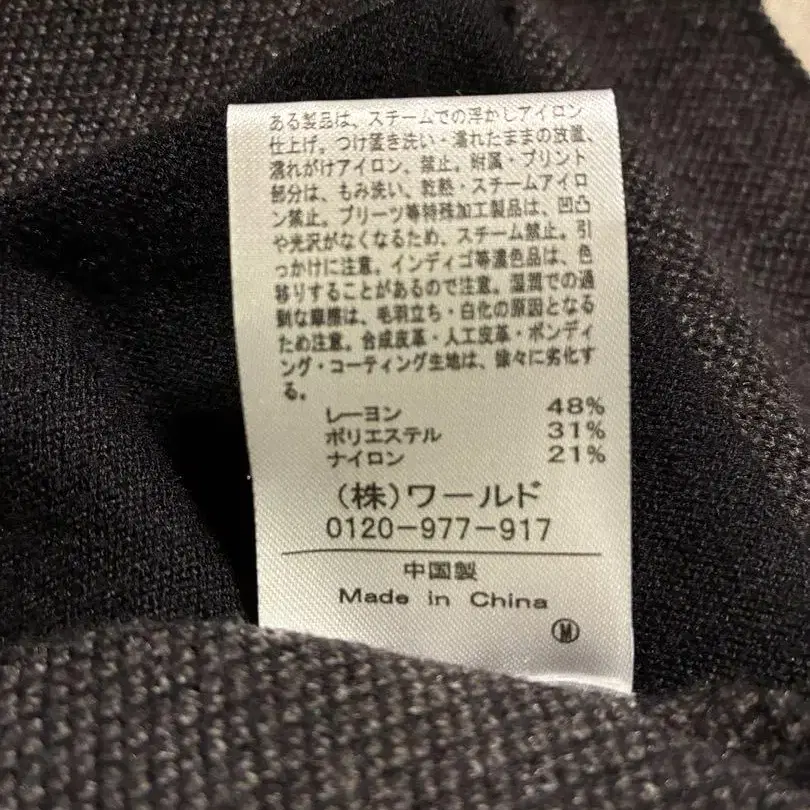 ある製品は、スチームでの浮かしアイロン
仕上げ。つけ置き洗い・濡れたままの放置、
濡れがけアイロン、禁止。附属・プリント
部分は、もみ洗い、乾熱・スチームアイロ
ン禁止。プリーツ等特殊加工製品は、凹凸
や光沢がなくなるため、スチーム禁止。引
っかけに注意。インディゴ等濃色品は、色
移りすることがあるので注意。湿潤での過
剰な摩擦は、毛羽立ち・白化の原因となる
ため注意。合成皮革・人工皮革・ボンディ
ング・コーティング生地は、徐々に劣化す
る。
レーヨン 48%
ポリエステル 31%
ナイロン 21%
(株)ワールド
0120-977-917
中国製
Made in China
M